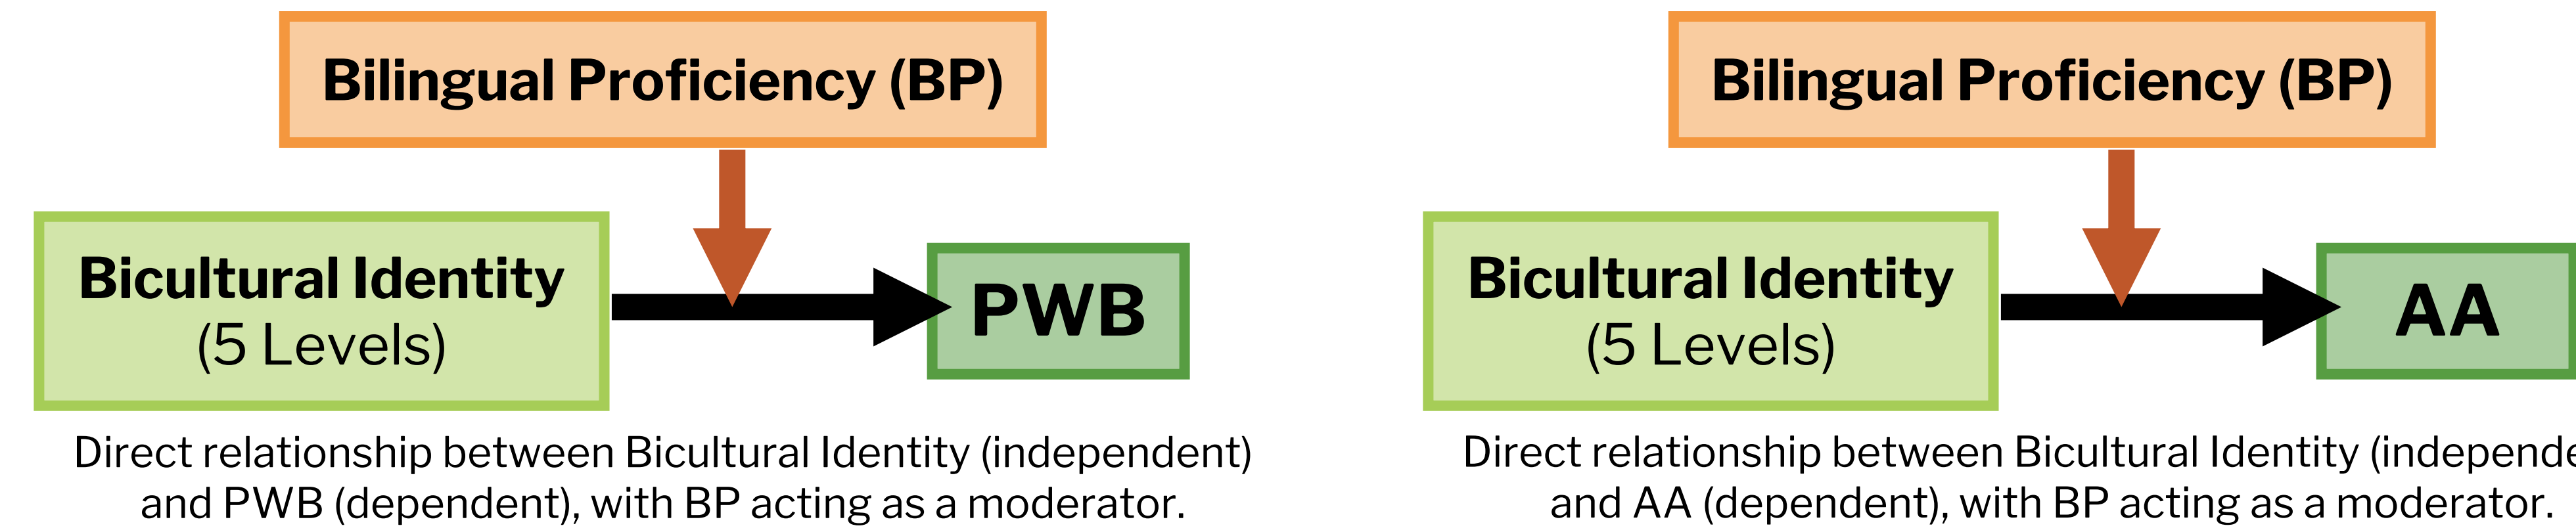 Bilingual Proficiency (BP)
Bicultural Identity
(5 Levels)
PWB
Direct relationship between Bicultural Identity (independent)
and PWB (dependent), with BP acting as a moderator.
Bilingual Proficiency (BP)
Bicultural Identity
(5 Levels)
AA
Direct relationship between Bicultural Identity
and AA (dependent), with BP acting as a moderator.